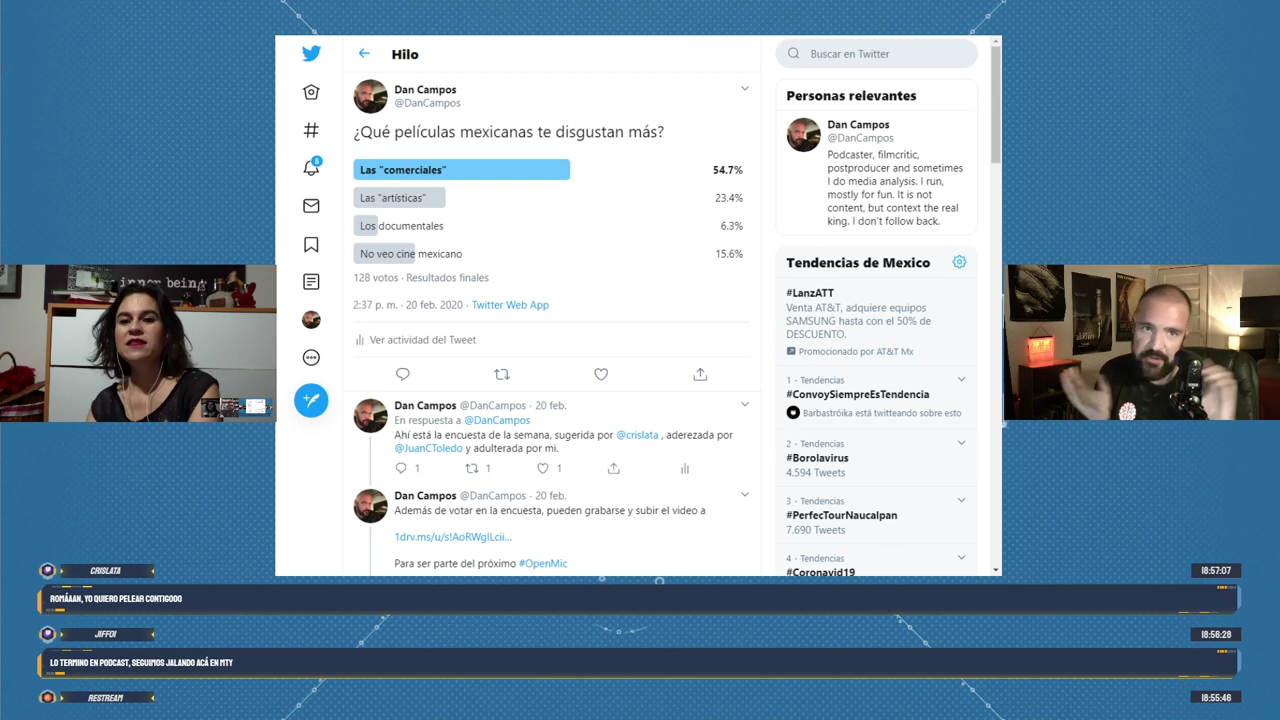 Hilo
Dan Campos
@DanCampos
¿Qué películas mexicanas te disgustan más?
Las "comerciales" 54.7%
Las "artísticas" 23.4%
Los documentales 6.3%
No veo cine mexicano 15.6%
128 votos · Resultados finales
2:37 p. m. · 20 feb. 2020 · Twitter Web App
Ver actividad del Tweet
Dan Campos @DanCampos · 20 feb.
En respuesta a @DanCampos
Ahí está la encuesta de la semana, sugerida por @crislata , aderezada por
@JuanCToledo y adulterada por mi.
1 1 1
Dan Campos @DanCampos · 20 feb.
Además de votar en la encuesta, pueden grabarse y subir el video a
1drv.ms/u/s!AoRWgILcii...
Para ser parte del próximo #OpenMic
8
Buscar en Twitter
Personas relevantes
Dan Campos
@DanCampos
Podcaster, filmcritic,
postproducer and sometimes
I do media analysis. I run,
mostly for fun. It is not
content, but context the real
king. I don't follow back.
Tendencias de Mexico
#LanzATT
Venta AT&T, adquiere equipos
SAMSUNG hasta con el 50% de
DESCUENTO.
Promocionado por AT&T Mx
1 · Tendencias
#ConvoySiempreEsTendencia
Barbastróika está twitteando sobre esto
2 · Tendencias
#Borolavirus
4.594 Tweets
3 · Tendencias
#PerfecTourNaucalpan
7.690 Tweets
4 · Tendencias
#Coronavid19
inner being
CRISLATA 18:57:07
ROMÁAAN, YO QUIERO PELEAR CONTIGOOO
JIFFOI 18:56:28
LO TERMINO EN PODCAST, SEGUIMOS JALANDO ACÁ EN MTY
RESTREAM 18:55:46